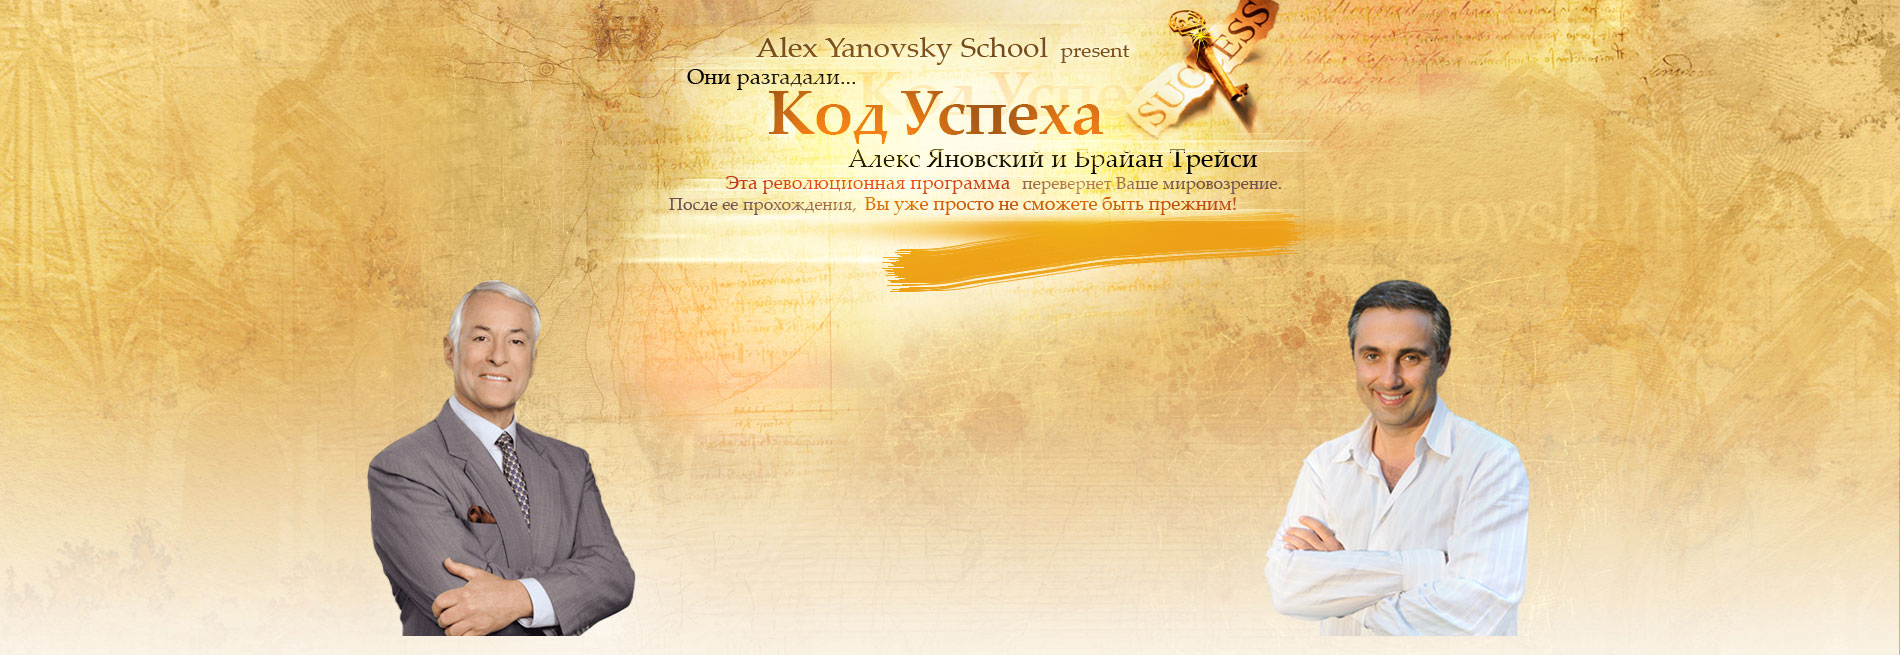 Alex Yanovsky School present
SUCCESS
Они разгадали...
Код Успеха
Алекс Яновский и Брайан Трейси
Эта революционная программа перевернет Ваше мировозрение.
После ее прохождения, Вы уже просто не сможете быть прежним!